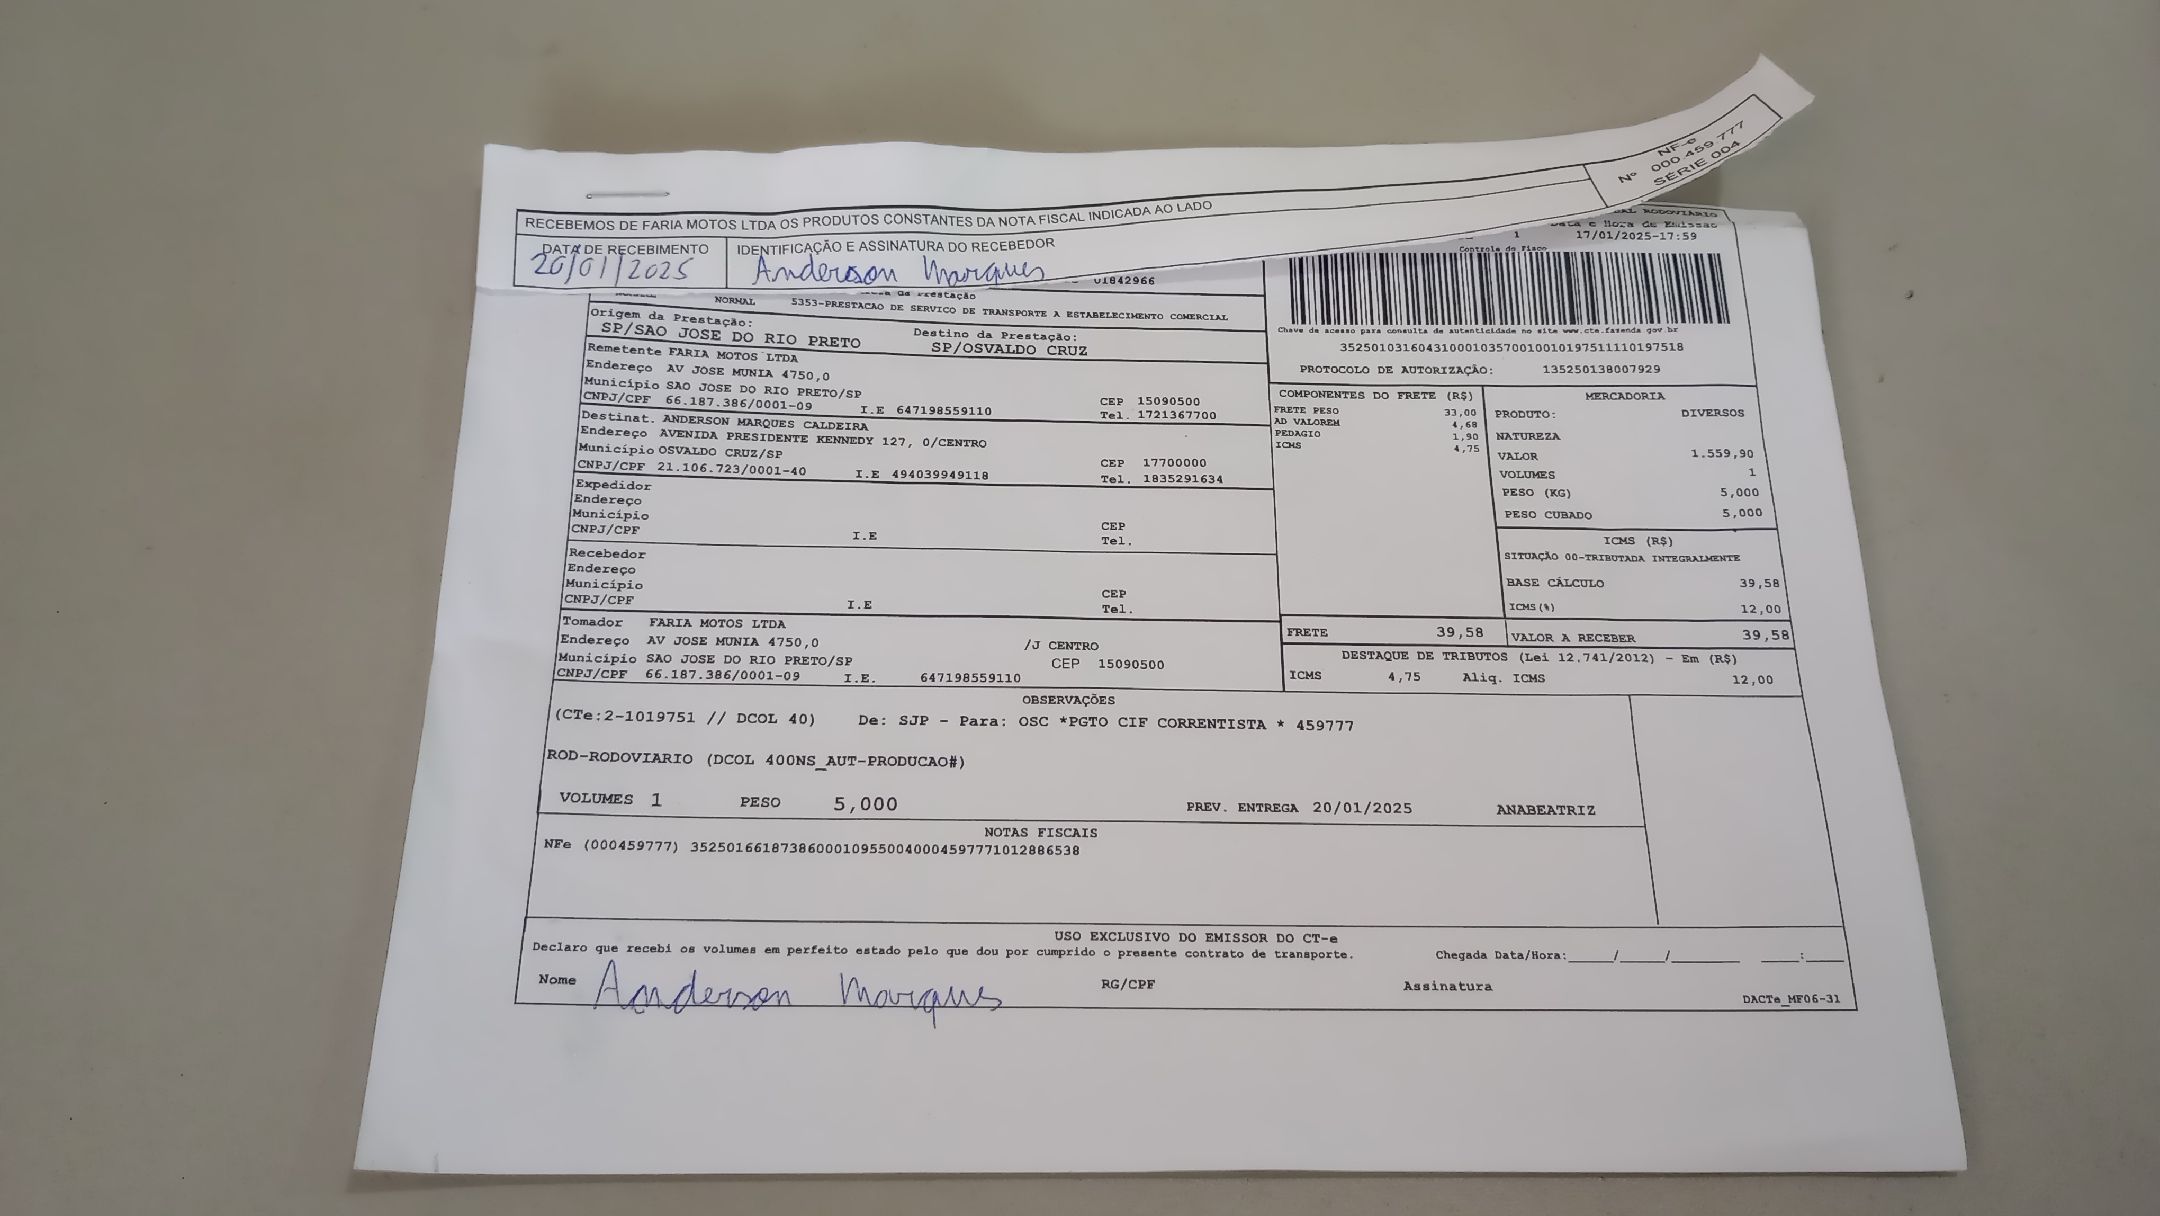 RECEBEMOS DE FARIA MOTOS LTDA OS PRODUTOS CONSTANTES DA NOTA FISCAL INDICADA AO LADO
NF-e
Nº 000.459.777
SÉRIE 004
DATA DE RECEBIMENTO
20/01/2025
IDENTIFICAÇÃO E ASSINATURA DO RECEBEDOR
Anderson Marques
RODOVIARIO
Data e Hora de Emissao
1 17/01/2025-17:59
Controle do Fisco
01842966
Chave de acesso para consulta de autenticidade no site www.cte.fazenda.gov.br
35250103160431000103570010010197511110197518
PROTOCOLO DE AUTORIZAÇÃO: 135250138007929
NORMAL 5353-PRESTACAO DE SERVICO DE TRANSPORTE A ESTABELECIMENTO COMERCIAL
Origem da Prestação:
SP/SAO JOSE DO RIO PRETO
Destino da Prestação:
SP/OSVALDO CRUZ
Remetente FARIA MOTOS LTDA
Endereço AV JOSE MUNIA 4750,0
Município SAO JOSE DO RIO PRETO/SP
CEP 15090500
CNPJ/CPF 66.187.386/0001-09 I.E 647198559110 Tel. 1721367700
Destinat. ANDERSON MARQUES CALDEIRA
Endereço AVENIDA PRESIDENTE KENNEDY 127, 0/CENTRO
Município OSVALDO CRUZ/SP CEP 17700000
CNPJ/CPF 21.106.723/0001-40 I.E 494039949118 Tel. 1835291634
Expedidor
Endereço
Município CEP
CNPJ/CPF I.E Tel.
Recebedor
Endereço
Município CEP
CNPJ/CPF I.E Tel.
Tomador FARIA MOTOS LTDA
Endereço AV JOSE MUNIA 4750,0 /J CENTRO
Município SAO JOSE DO RIO PRETO/SP CEP 15090500
CNPJ/CPF 66.187.386/0001-09 I.E. 647198559110
COMPONENTES DO FRETE (R$)
FRETE PESO 33,00
AD VALOREM 4,68
PEDAGIO 1,90
ICMS 4,75
MERCADORIA
PRODUTO: DIVERSOS
NATUREZA
VALOR 1.559,90
VOLUMES 1
PESO (KG) 5,000
PESO CUBADO 5,000
ICMS (R$)
SITUAÇÃO 00-TRIBUTADA INTEGRALMENTE
BASE CÁLCULO 39,58
ICMS(%) 12,00
FRETE 39,58 VALOR A RECEBER 39,58
DESTAQUE DE TRIBUTOS (Lei 12.741/2012) - Em (R$)
ICMS 4,75 Aliq. ICMS 12,00
OBSERVAÇÕES
(CTe:2-1019751 // DCOL 40) De: SJP - Para: OSC *PGTO CIF CORRENTISTA * 459777
ROD-RODOVIARIO (DCOL 400NS_AUT-PRODUCAO#)
VOLUMES 1 PESO 5,000 PREV. ENTREGA 20/01/2025 ANABEATRIZ
NOTAS FISCAIS
NFe (000459777) 35250166187386000109550040004597771012886538
USO EXCLUSIVO DO EMISSOR DO CT-e
Declaro que recebi os volumes em perfeito estado pelo que dou por cumprido o presente contrato de transporte. Chegada Data/Hora:_____/_____/________ ____:____
Nome Anderson Marques RG/CPF Assinatura
DACTe_MF06-31